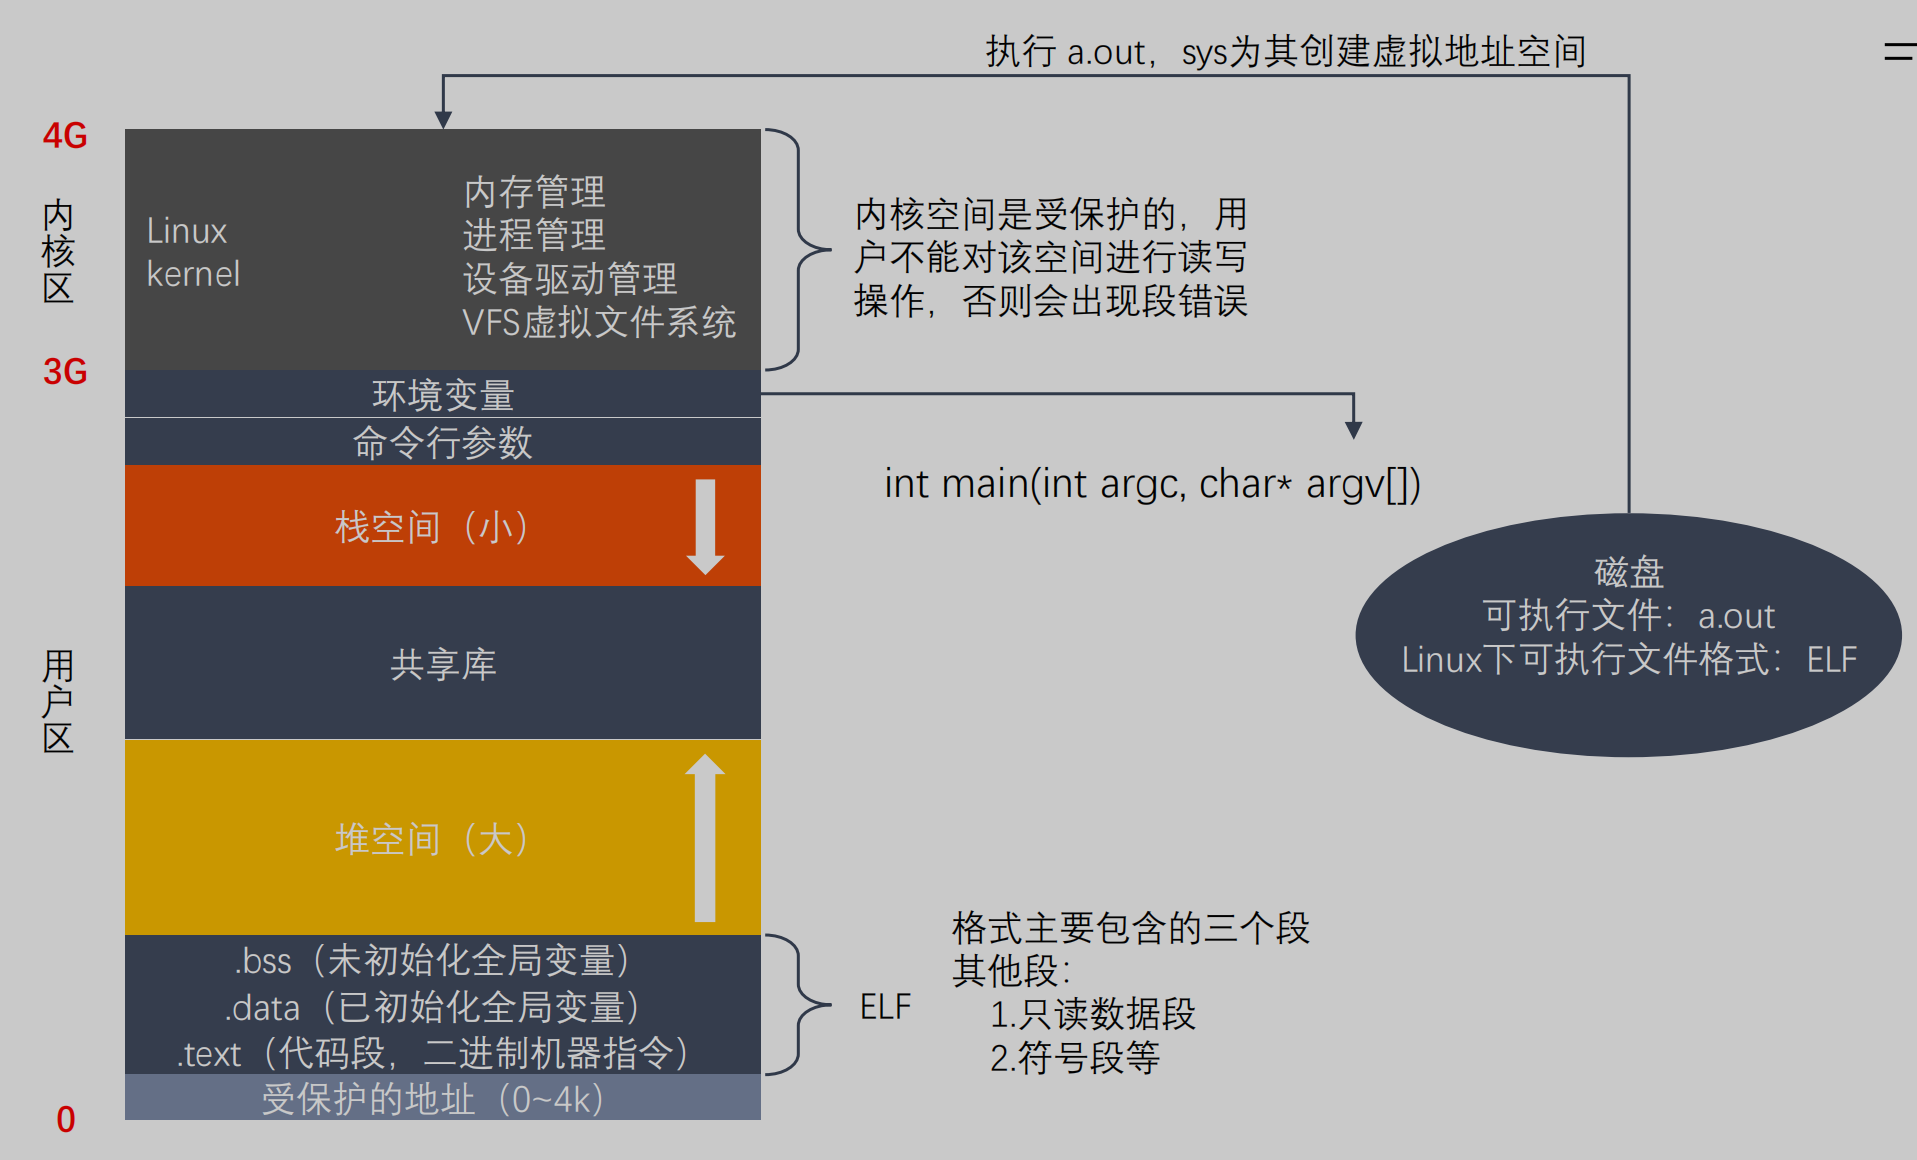 执行 a.out，sys为其创建虚拟地址空间
4G
内核区
Linux
kernel
内存管理
进程管理
设备驱动管理
VFS虚拟文件系统
内核空间是受保护的，用
户不能对该空间进行读写
操作，否则会出现段错误
3G
环境变量
命令行参数
int main(int argc, char* argv[])
栈空间（小）
磁盘
可执行文件：a.out
Linux下可执行文件格式：ELF
用户区
共享库
堆空间（大）
.bss（未初始化全局变量）
.data（已初始化全局变量）
.text（代码段，二进制机器指令）
ELF
格式主要包含的三个段
其他段：
1.只读数据段
2.符号段等
受保护的地址（0~4k）
0